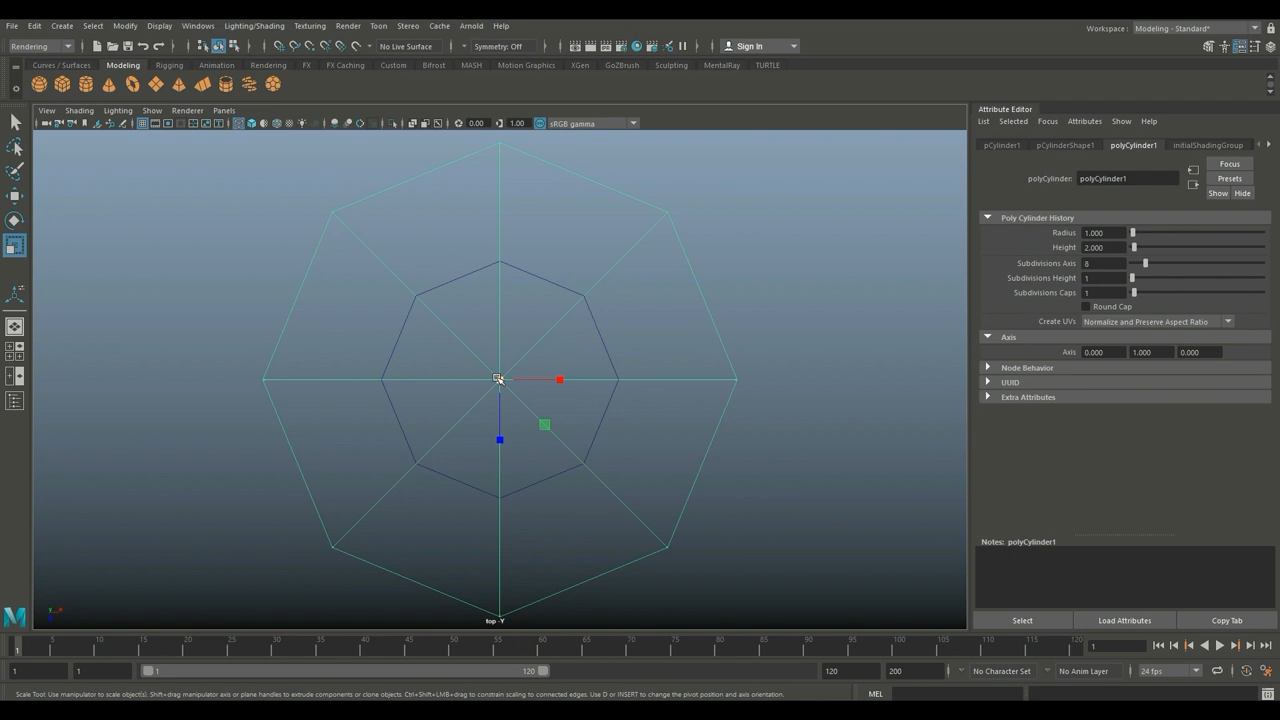 File Edit Create Select Modify Display Windows Lighting/Shading Texturing Render Toon Stereo Cache Arnold Help
Workspace : Modeling - Standard*
Rendering No Live Surface Symmetry: Off Sign In
Curves / Surfaces Modeling Rigging Animation Rendering FX FX Caching Custom Bifrost MASH Motion Graphics XGen GoZBrush Sculpting MentalRay TURTLE
View Shading Lighting Show Renderer Panels
0.00 1.00 sRGB gamma
Attribute Editor
List Selected Focus Attributes Show Help
pCylinder1 pCylinderShape1 polyCylinder1 initialShadingGroup
Focus
polyCylinder: polyCylinder1 Presets
Show Hide
Poly Cylinder History
Radius 1.000
Height 2.000
Subdivisions Axis 8
Subdivisions Height 1
Subdivisions Caps 1
Round Cap
Create UVs Normalize and Preserve Aspect Ratio
Axis
Axis 0.000 1.000 0.000
Node Behavior
UUID
Extra Attributes
Notes: polyCylinder1
top -Y
Select Load Attributes Copy Tab
5 10 15 20 25 30 35 40 45 50 55 60 65 70 75 80 85 90 95 100 105 110 115 120
1 1
1 1 1 120 120 200 No Character Set No Anim Layer 24 fps
Scale Tool: Use manipulator to scale object(s). Shift+drag manipulator axis or plane handles to extrude components or clone objects. Ctrl+Shift+LMB+drag to constrain scaling to connected edges. Use D or INSERT to change the pivot position and axis orientation. MEL